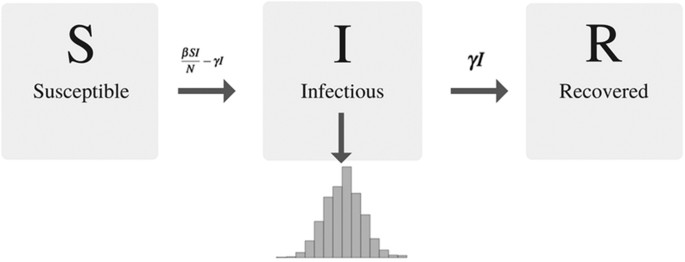 S
Susceptible
βSI/N − γI
I
Infectious
γI
R
Recovered